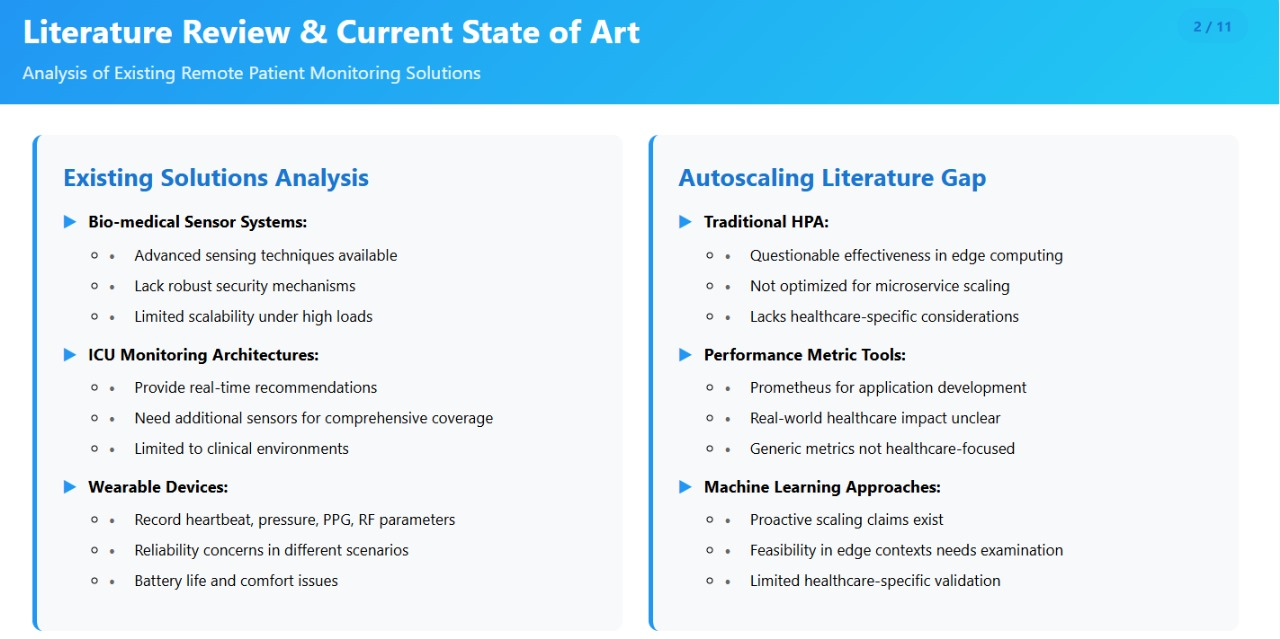 Literature Review & Current State of Art
2 / 11
Analysis of Existing Remote Patient Monitoring Solutions
Existing Solutions Analysis
Bio-medical Sensor Systems:
Advanced sensing techniques available
Lack robust security mechanisms
Limited scalability under high loads
ICU Monitoring Architectures:
Provide real-time recommendations
Need additional sensors for comprehensive coverage
Limited to clinical environments
Wearable Devices:
Record heartbeat, pressure, PPG, RF parameters
Reliability concerns in different scenarios
Battery life and comfort issues
Autoscaling Literature Gap
Traditional HPA:
Questionable effectiveness in edge computing
Not optimized for microservice scaling
Lacks healthcare-specific considerations
Performance Metric Tools:
Prometheus for application development
Real-world healthcare impact unclear
Generic metrics not healthcare-focused
Machine Learning Approaches:
Proactive scaling claims exist
Feasibility in edge contexts needs examination
Limited healthcare-specific validation